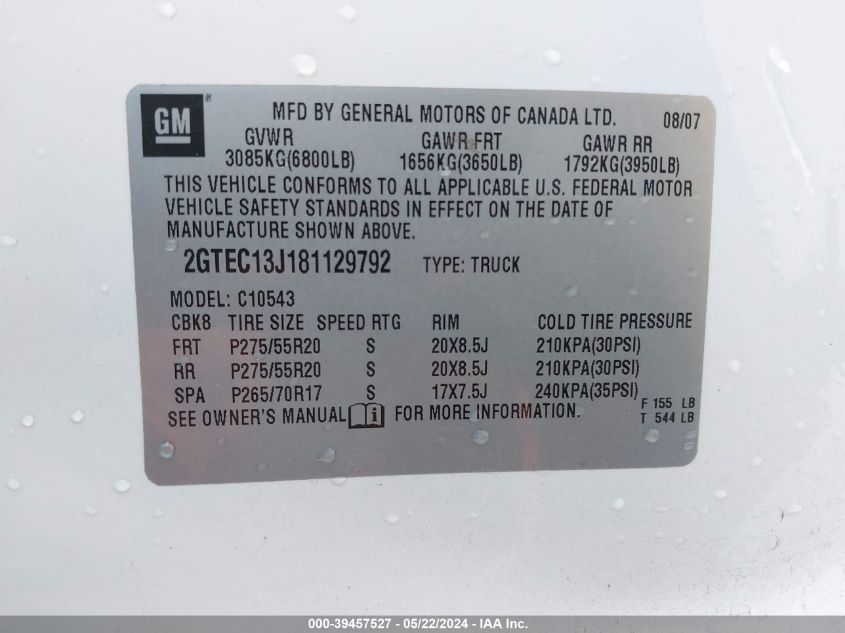 GM ®
MFD BY GENERAL MOTORS OF CANADA LTD. 08/07
GVWR GAWR FRT GAWR RR
3085KG(6800LB) 1656KG(3650LB) 1792KG(3950LB)
THIS VEHICLE CONFORMS TO ALL APPLICABLE U.S. FEDERAL MOTOR
VEHICLE SAFETY STANDARDS IN EFFECT ON THE DATE OF
MANUFACTURE SHOWN ABOVE.
2GTEC13J181129792 TYPE: TRUCK
MODEL: C10543
CBK8 TIRE SIZE SPEED RTG RIM COLD TIRE PRESSURE
FRT P275/55R20 S 20X8.5J 210KPA(30PSI)
RR P275/55R20 S 20X8.5J 210KPA(30PSI)
SPA P265/70R17 S 17X7.5J 240KPA(35PSI)
SEE OWNER'S MANUAL i FOR MORE INFORMATION.
F 155 LB
T 544 LB
000-39457527 - 05/22/2024 - IAA Inc.